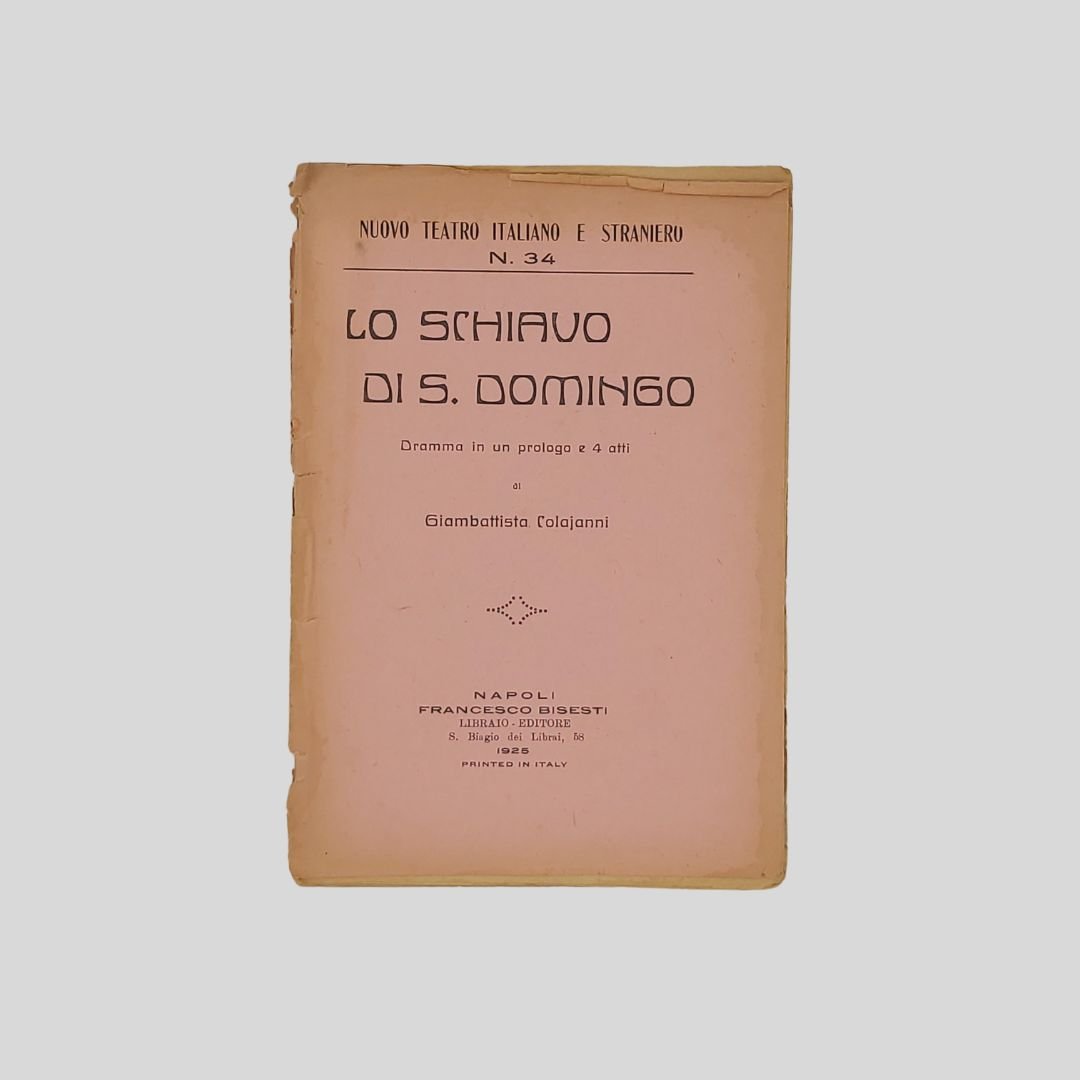 NUOVO TEATRO ITALIANO E STRANIERO
N. 34
LO SCHIAVO
DI S. DOMINGO
Dramma in un prologo e 4 atti
di
Giambattista Colajanni
NAPOLI
FRANCESCO BISESTI
LIBRAIO - EDITORE
S. Biagio dei Librai, 58
1925
PRINTED IN ITALY